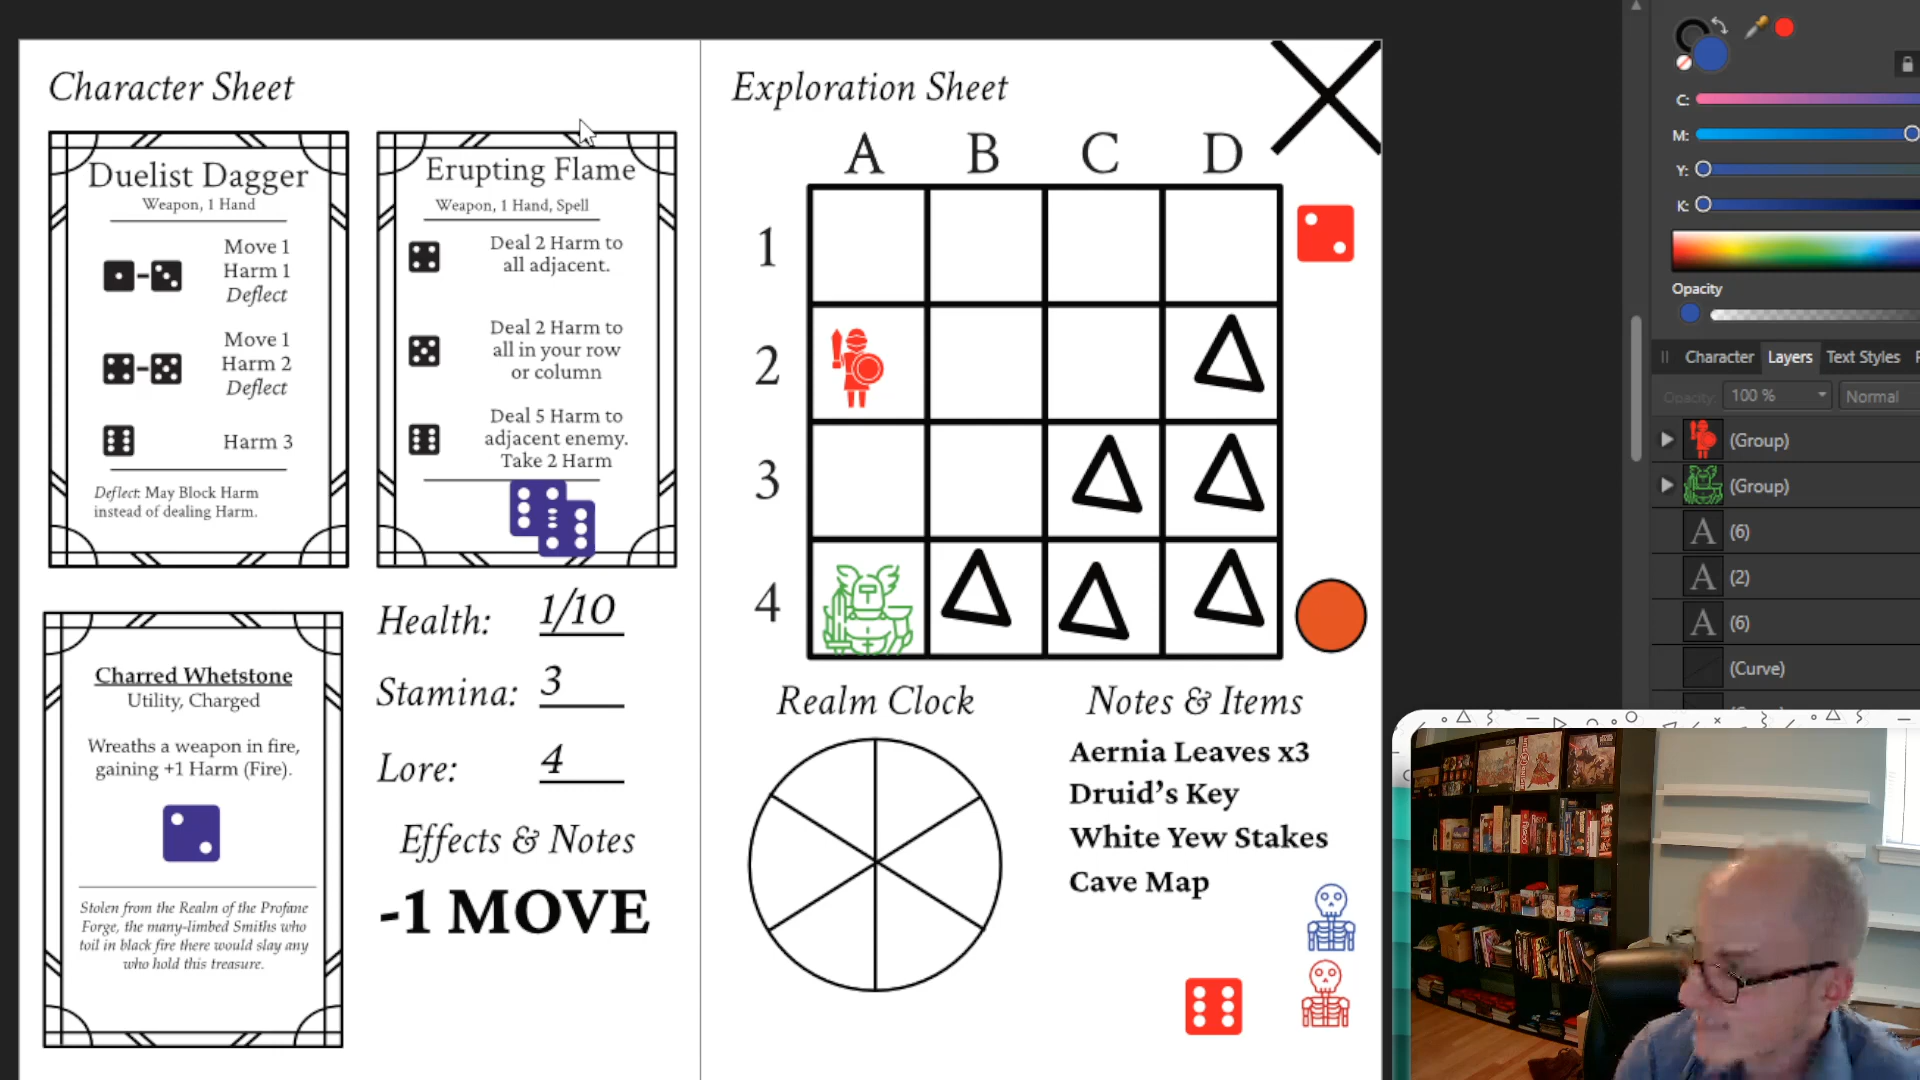 Character Sheet
Duelist Dagger
Weapon, 1 Hand
Move 1
Harm 1
Deflect
Move 1
Harm 2
Deflect
Harm 3
Deflect: May Block Harm
instead of dealing Harm.
Erupting Flame
Weapon, 1 Hand, Spell
Deal 2 Harm to
all adjacent.
Deal 2 Harm to
all in your row
or column
Deal 5 Harm to
adjacent enemy.
Take 2 Harm
Charred Whetstone
Utility, Charged
Wreaths a weapon in fire,
gaining +1 Harm (Fire).
Stolen from the Realm of the Profane
Forge, the many-limbed Smiths who
toil in black fire there would slay any
who hold this treasure.
Health: 1/10
Stamina: 3
Lore: 4
Effects & Notes
-1 MOVE
Exploration Sheet
A B C D
1
2
3
4
Realm Clock
Notes & Items
Aernia Leaves x3
Druid's Key
White Yew Stakes
Cave Map
C:
M:
Y:
K:
Opacity
Character Layers Text Styles
Opacity: 100 % Normal
(Group)
(Group)
A (6)
A (2)
A (6)
(Curve)